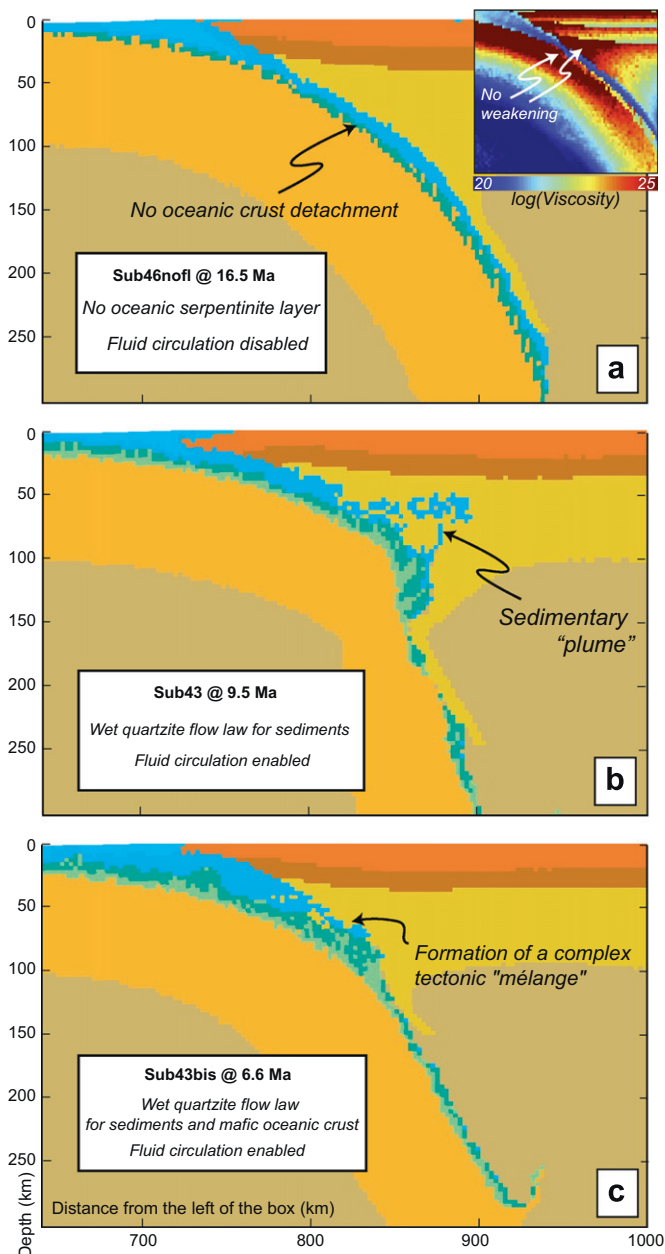 0
50
100
150
200
250
No
weakening
20
25
log(Viscosity)
No oceanic crust detachment
Sub46nofl @ 16.5 Ma
No oceanic serpentinite layer
Fluid circulation disabled
a
0
50
100
150
200
250
Sedimentary
“plume”
Sub43 @ 9.5 Ma
Wet quartzite flow law for sediments
Fluid circulation enabled
b
0
50
100
150
200
250
Formation of a complex
tectonic "mélange"
Sub43bis @ 6.6 Ma
Wet quartzite flow law
for sediments and mafic oceanic crust
Fluid circulation enabled
c
Depth (km)
Distance from the left of the box (km)
700
800
900
1000